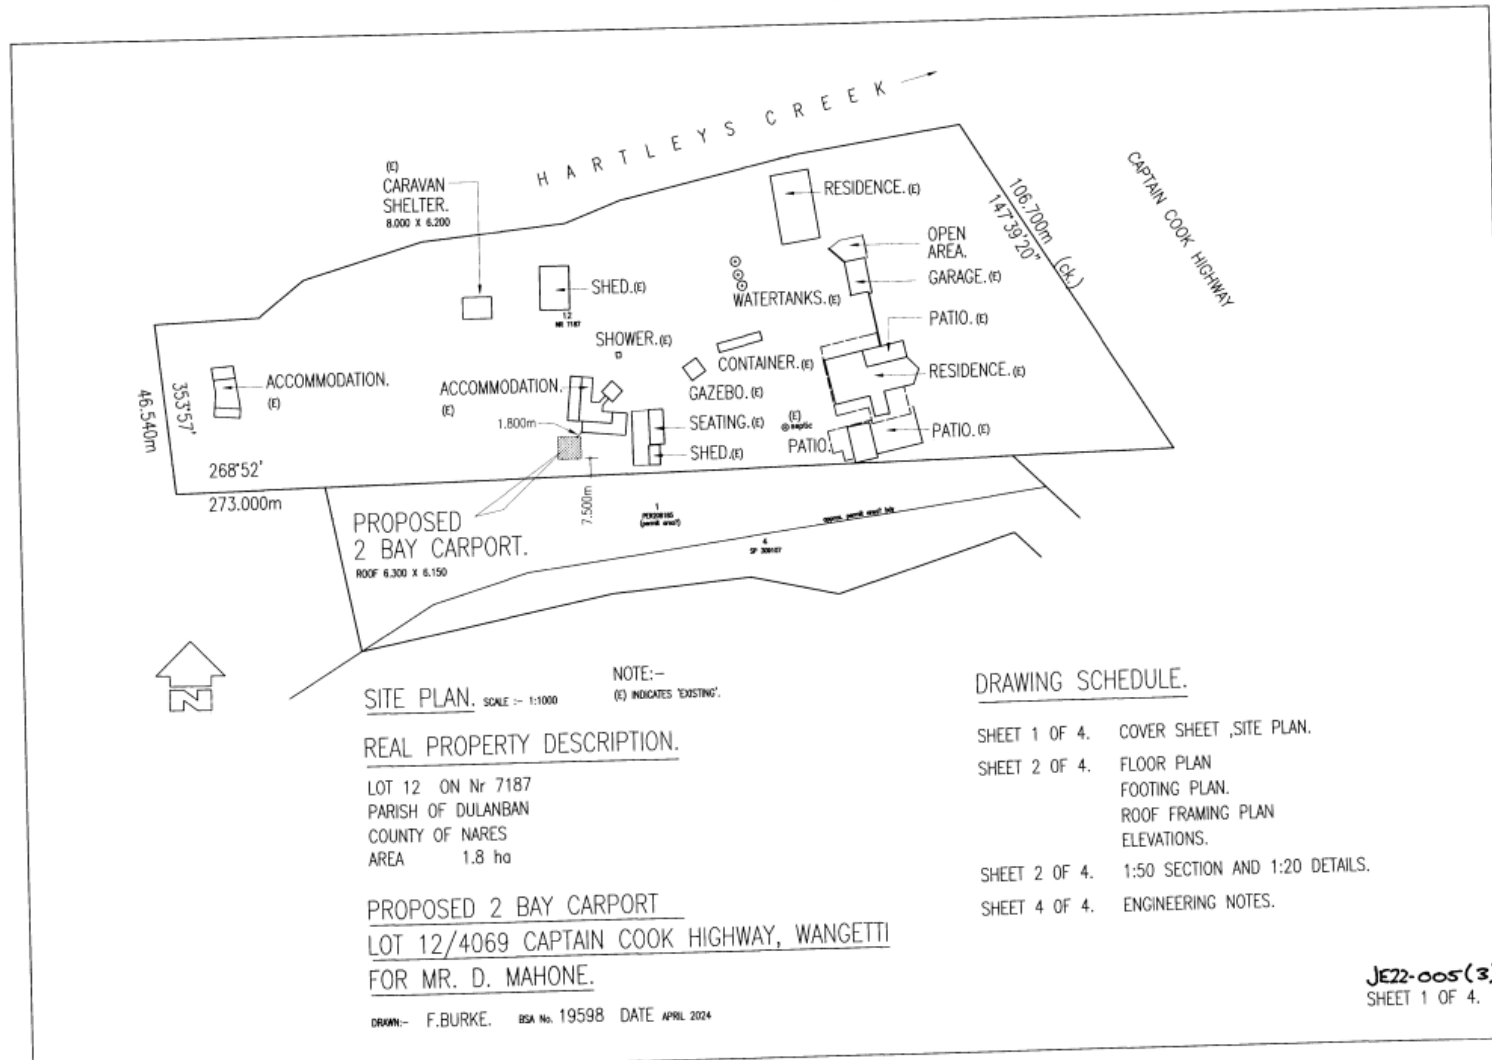 HARTLEYS CREEK
CAPTAIN COOK HIGHWAY
(E)
CARAVAN
SHELTER.
8.000 X 6.200
RESIDENCE.(E)
106.700m (ck.)
147°39'20"
OPEN
AREA.
GARAGE.(E)
SHED.(E)
12
NR 7187
WATERTANKS.(E)
PATIO.(E)
SHOWER.(E)
CONTAINER.(E)
RESIDENCE.(E)
ACCOMMODATION.
(E)
ACCOMMODATION.
(E)
GAZEBO.(E)
353°57'
46.540m
1.800m
SEATING.(E)
(E)
septic
PATIO.(E)
PATIO.
SHED.(E)
268°52'
273.000m
7.500m
PROPOSED
2 BAY CARPORT.
ROOF 6.300 X 6.150
1
(permit area?)
approx. permit area? bdy
4
N
SITE PLAN. SCALE :- 1:1000
NOTE:-
(E) INDICATES 'EXISTING'.
REAL PROPERTY DESCRIPTION.
LOT 12 ON Nr 7187
PARISH OF DULANBAN
COUNTY OF NARES
AREA 1.8 ha
PROPOSED 2 BAY CARPORT
LOT 12/4069 CAPTAIN COOK HIGHWAY, WANGETTI
FOR MR. D. MAHONE.
DRAWN:- F.BURKE. BSA No. 19598 DATE APRIL 2024
DRAWING SCHEDULE.
SHEET 1 OF 4. COVER SHEET ,SITE PLAN.
SHEET 2 OF 4. FLOOR PLAN
FOOTING PLAN.
ROOF FRAMING PLAN
ELEVATIONS.
SHEET 2 OF 4. 1:50 SECTION AND 1:20 DETAILS.
SHEET 4 OF 4. ENGINEERING NOTES.
JE22-005(3)
SHEET 1 OF 4.